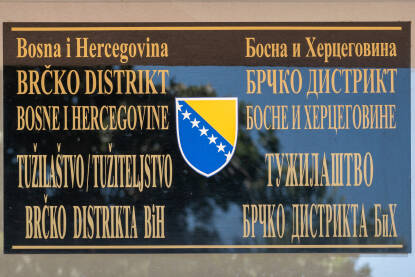 Bosna i Hercegovina
BRČKO DISTRIKT
BOSNE I HERCEGOVINE
TUŽILAŠTVO / TUŽITELJSTVO
BRČKO DISTRIKTA BiH
Босна и Херцеговина
БРЧКО ДИСТРИКТ
БОСНЕ И ХЕРЦЕГОВИНЕ
ТУЖИЛАШТВО
БРЧКО ДИСТРИКТА БиХ